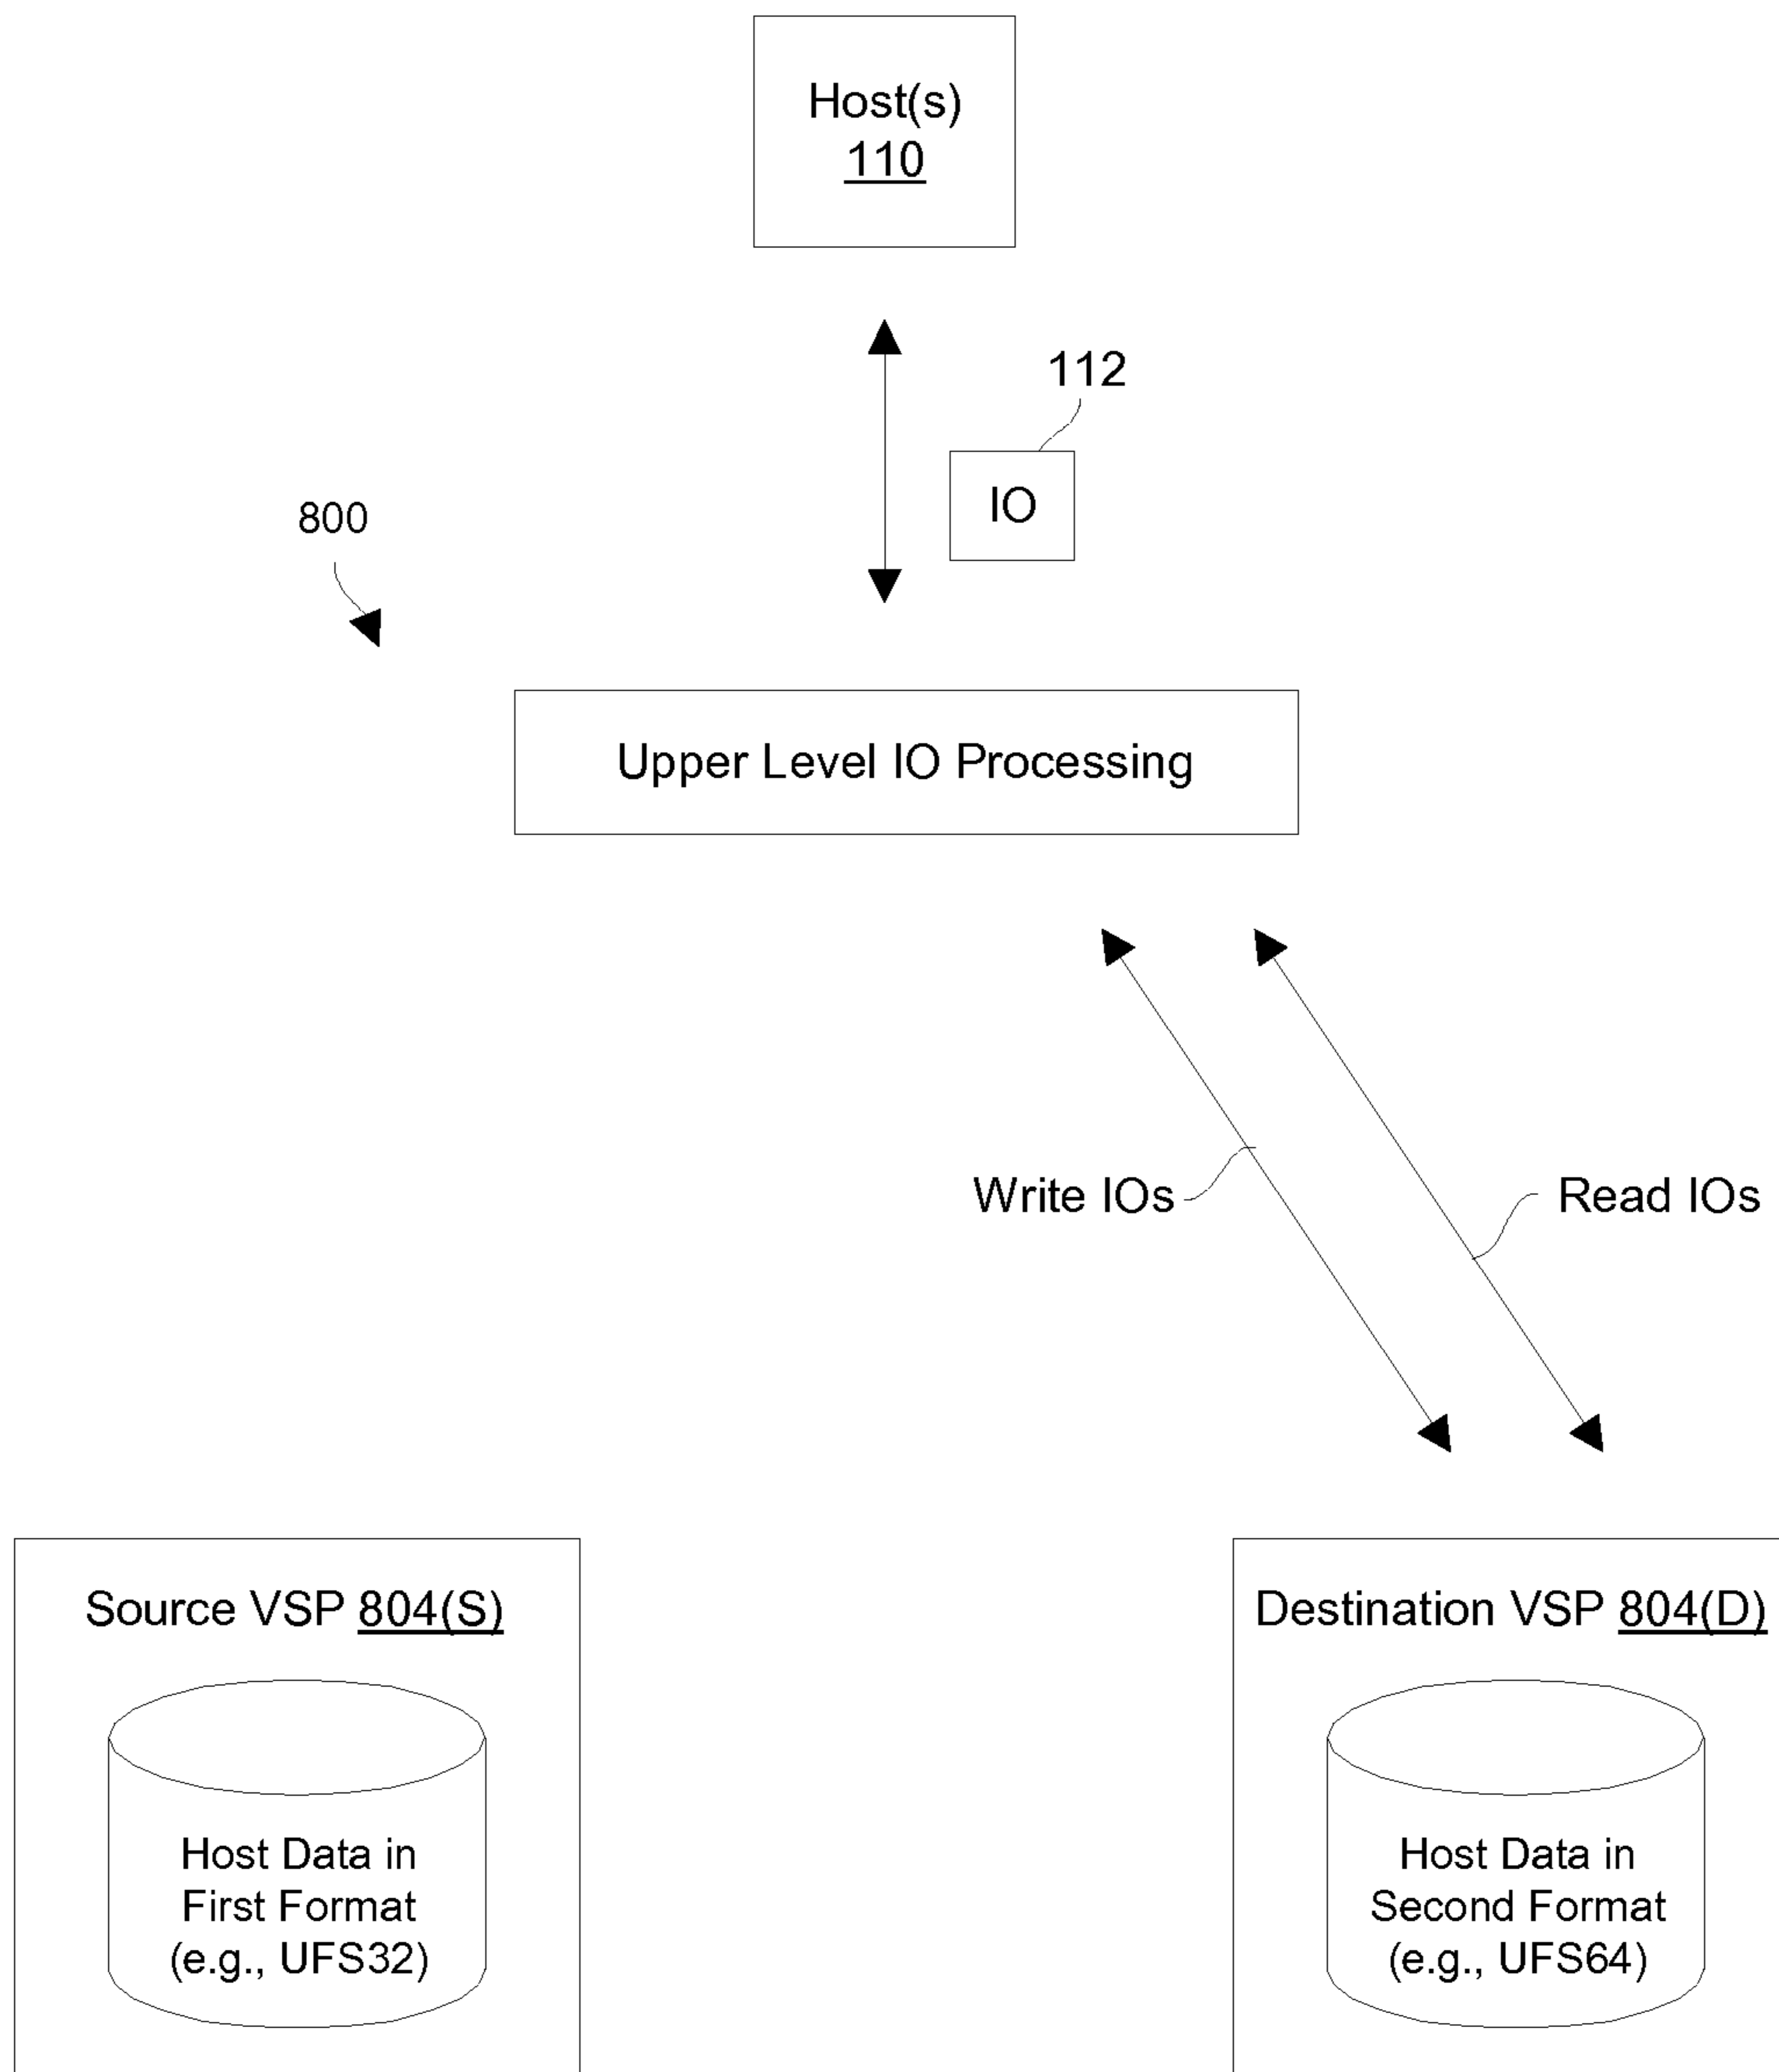 Host(s)
110
112
IO
800
Upper Level IO Processing
Write IOs
Read IOs
Source VSP 804(S)
Destination VSP 804(D)
Host Data in
First Format
(e.g., UFS32)
Host Data in
Second Format
(e.g., UFS64)